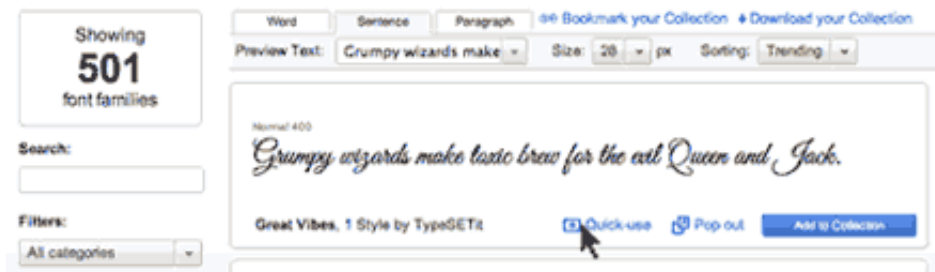 Showing
501
font families
Search:
Filters:
All categories
Word Sentence Paragraph Bookmark your Collection Download your Collection
Preview Text: Grumpy wizards make Size: 28 px Sorting: Trending
Normal 400
Grumpy wizards make toxic brew for the evil Queen and Jack.
Great Vibes, 1 Style by TypeSETit Quick-use Pop out Add to Collection